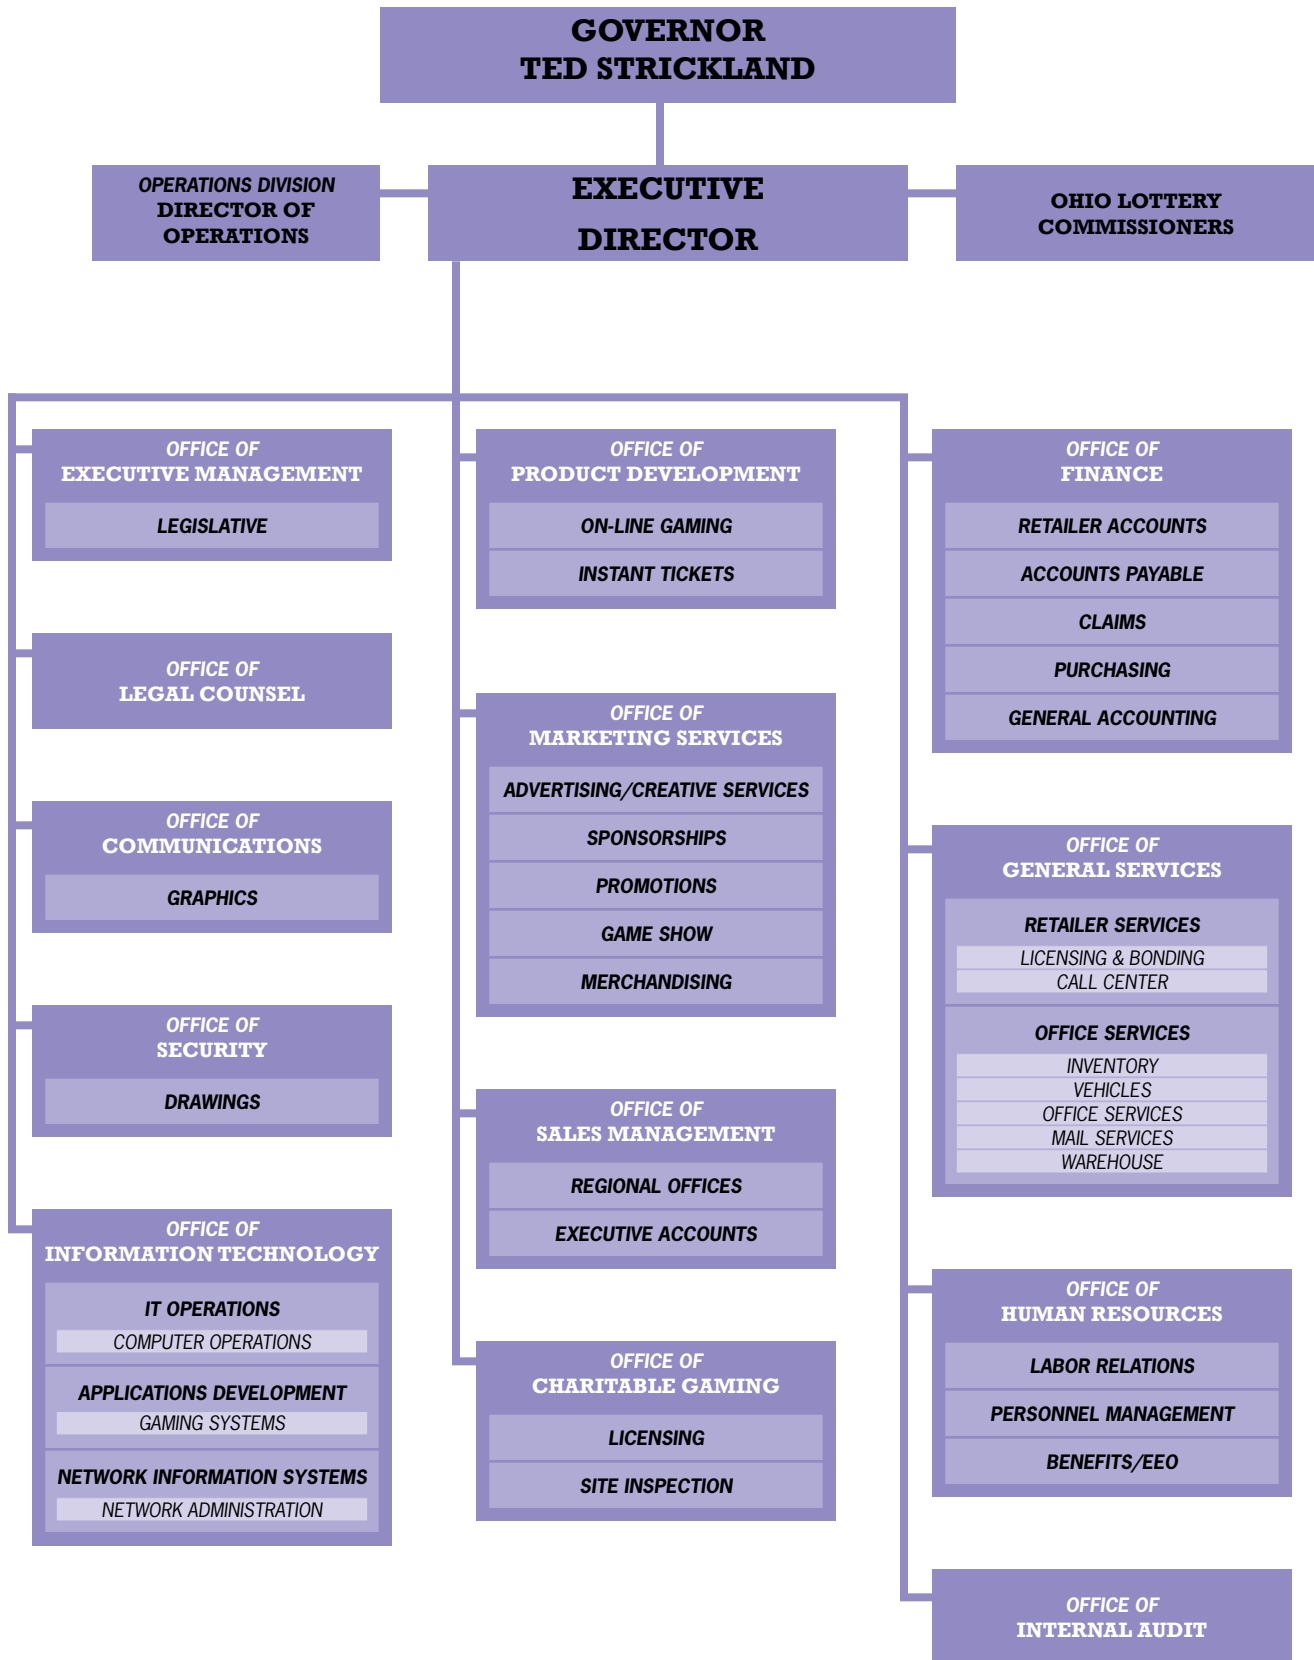 GOVERNOR
TED STRICKLAND
OPERATIONS DIVISION
DIRECTOR OF
OPERATIONS
EXECUTIVE
DIRECTOR
OHIO LOTTERY
COMMISSIONERS
OFFICE OF
EXECUTIVE MANAGEMENT
LEGISLATIVE
OFFICE OF
LEGAL COUNSEL
OFFICE OF
COMMUNICATIONS
GRAPHICS
OFFICE OF
SECURITY
DRAWINGS
OFFICE OF
INFORMATION TECHNOLOGY
IT OPERATIONS
COMPUTER OPERATIONS
APPLICATIONS DEVELOPMENT
GAMING SYSTEMS
NETWORK INFORMATION SYSTEMS
NETWORK ADMINISTRATION
OFFICE OF
PRODUCT DEVELOPMENT
ON-LINE GAMING
INSTANT TICKETS
OFFICE OF
MARKETING SERVICES
ADVERTISING/CREATIVE SERVICES
SPONSORSHIPS
PROMOTIONS
GAME SHOW
MERCHANDISING
OFFICE OF
SALES MANAGEMENT
REGIONAL OFFICES
EXECUTIVE ACCOUNTS
OFFICE OF
CHARITABLE GAMING
LICENSING
SITE INSPECTION
OFFICE OF
FINANCE
RETAILER ACCOUNTS
ACCOUNTS PAYABLE
CLAIMS
PURCHASING
GENERAL ACCOUNTING
OFFICE OF
GENERAL SERVICES
RETAILER SERVICES
LICENSING & BONDING
CALL CENTER
OFFICE SERVICES
INVENTORY
VEHICLES
OFFICE SERVICES
MAIL SERVICES
WAREHOUSE
OFFICE OF
HUMAN RESOURCES
LABOR RELATIONS
PERSONNEL MANAGEMENT
BENEFITS/EEO
OFFICE OF
INTERNAL AUDIT